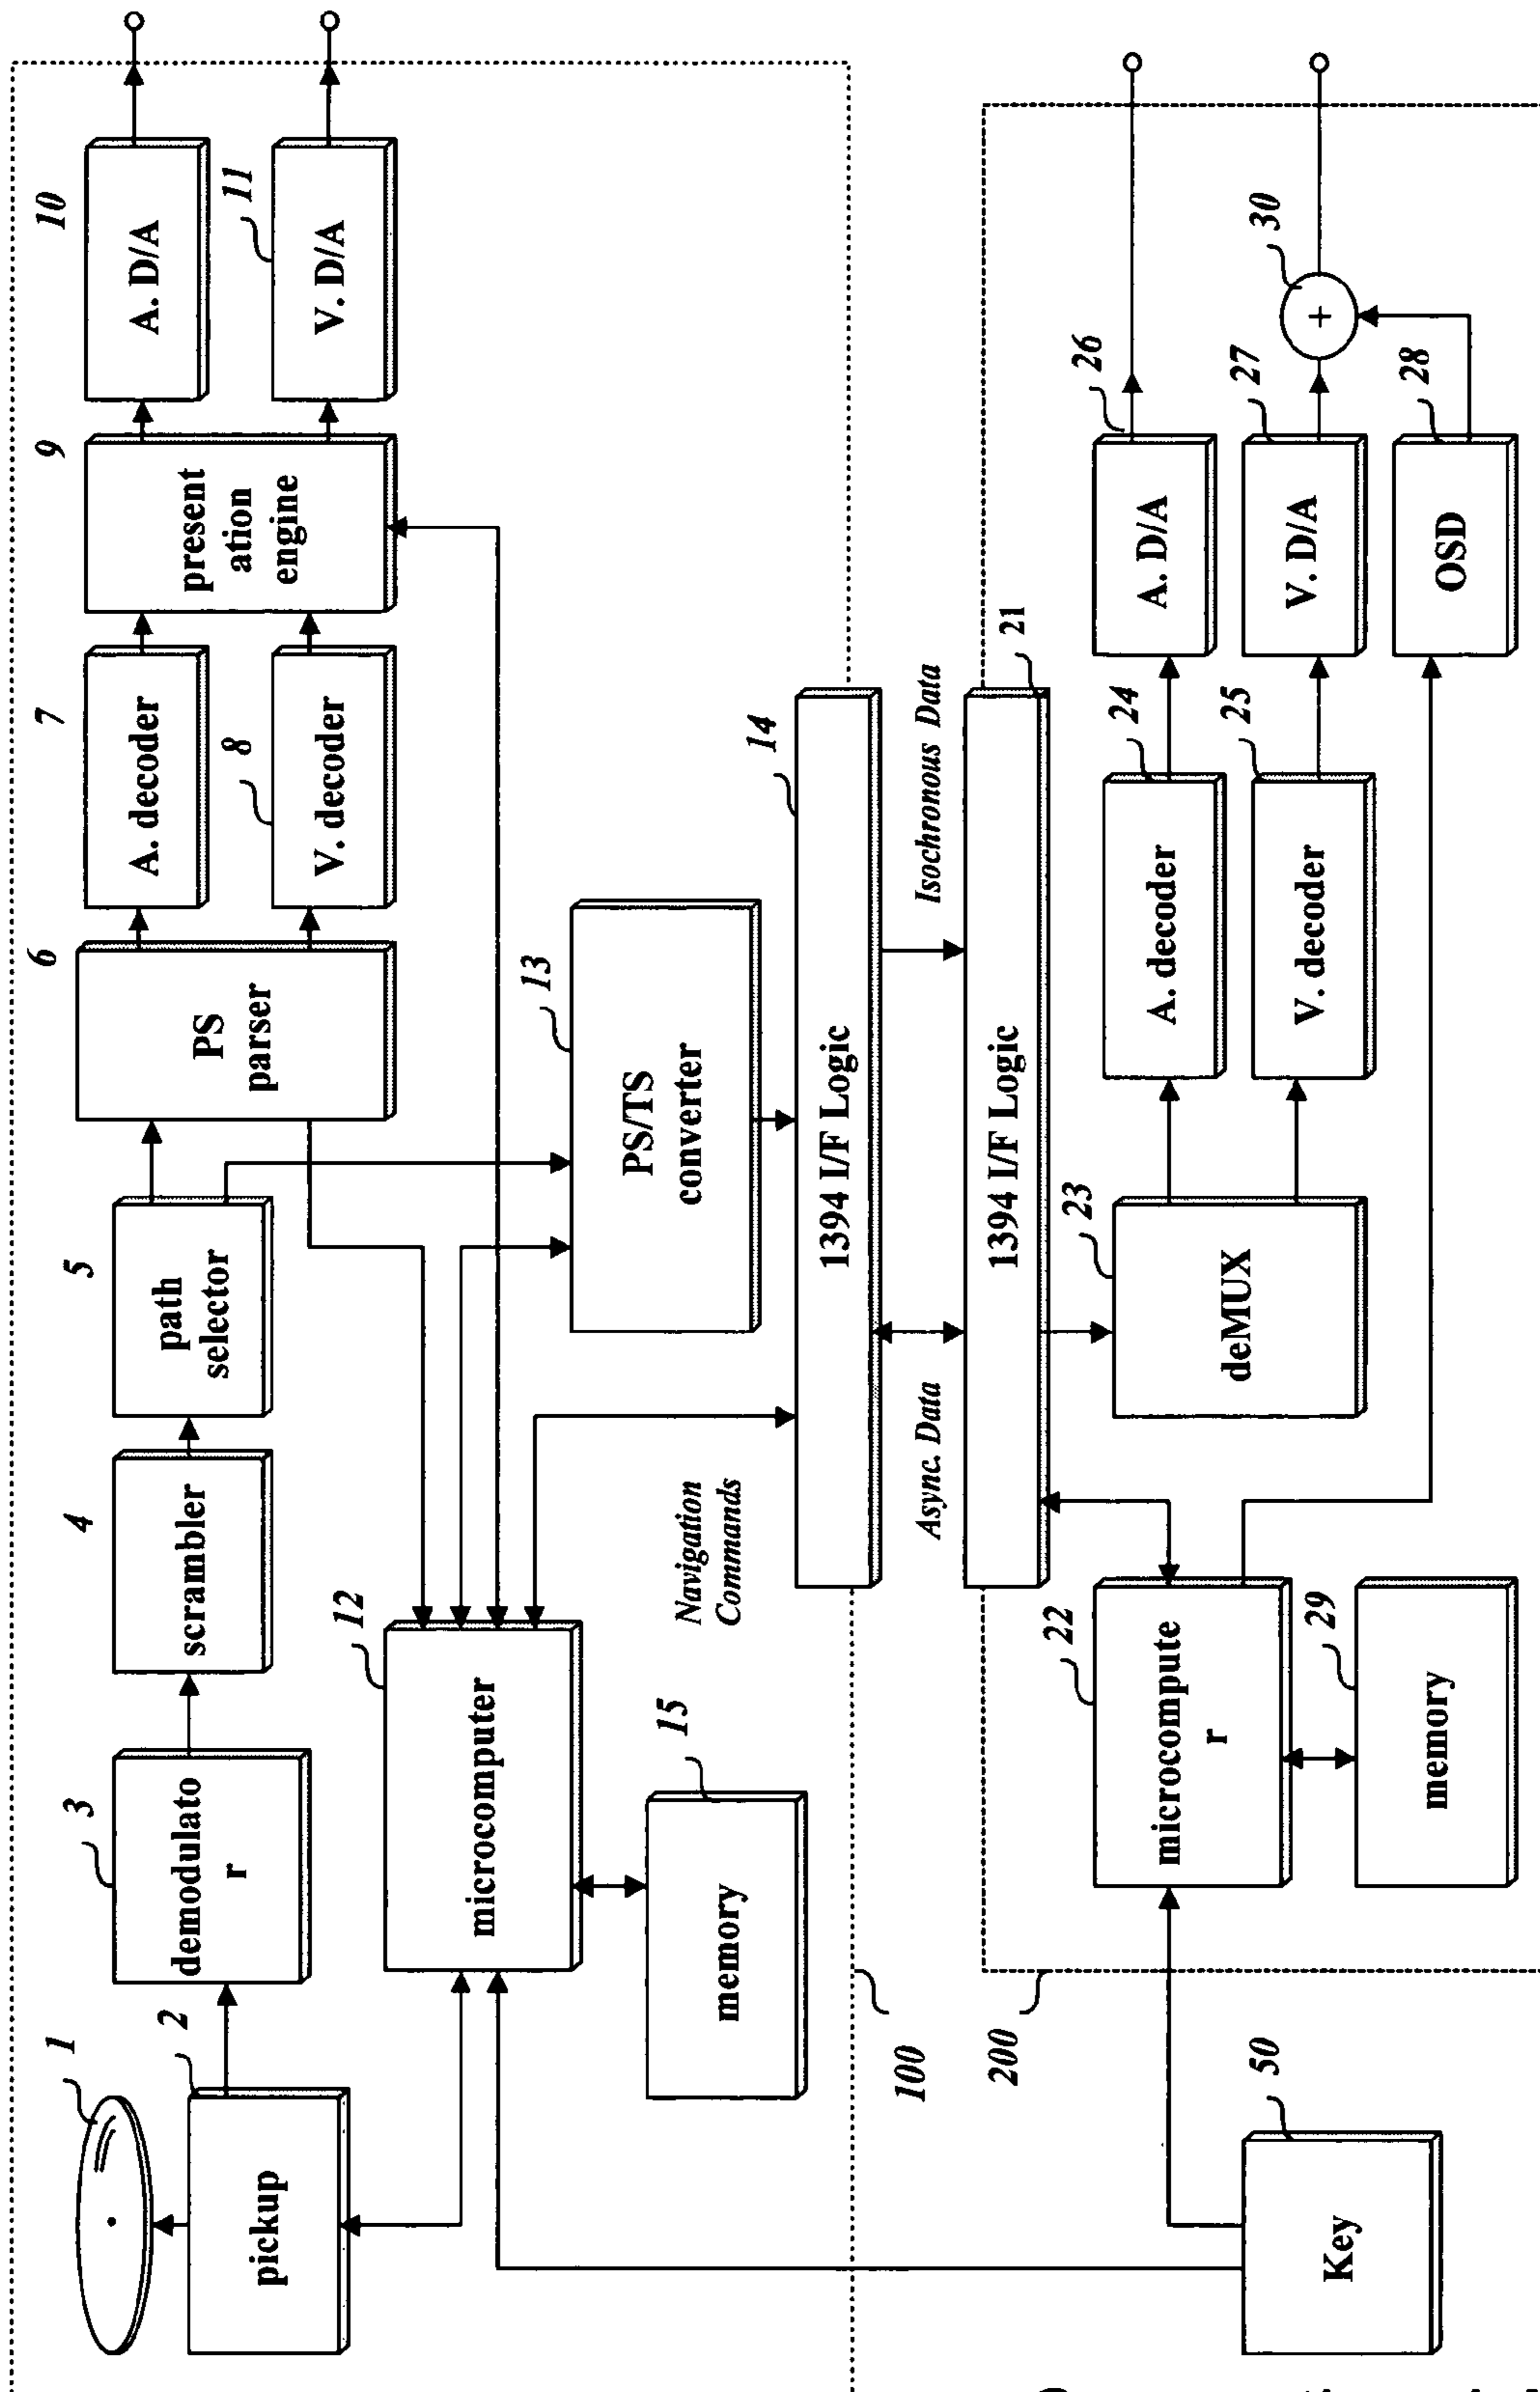 1
2
pickup
3
demodulato
r
4
scrambler
5
path
selector
6
PS
parser
7
A. decoder
8
V. decoder
9
present
ation
engine
10
A. D/A
11
V. D/A
12
microcomputer
15
memory
13
PS/TS
converter
Navigation
Commands
14
1394 I/F Logic
Async. Data
Isochronous Data
100
200
1394 I/F Logic
21
22
microcompute
r
29
memory
23
deMUX
24
A. decoder
25
V. decoder
26
A. D/A
27
V. D/A
28
OSD
30
+
50
Key